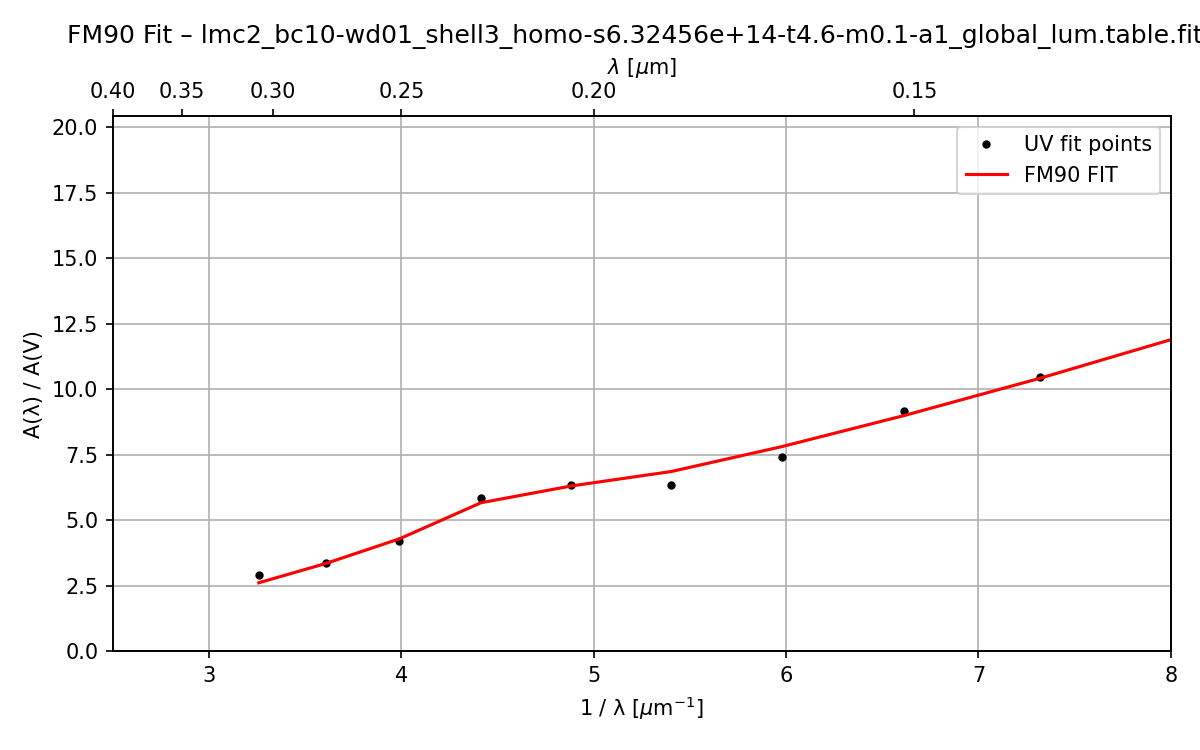 FM90 Fit – lmc2_bc10-wd01_shell3_homo-s6.32456e+14-t4.6-m0.1-a1_global_lum.table.fit
λ [μm]
0.40 0.35 0.30 0.25 0.20 0.15
20.0
17.5
15.0
12.5
10.0
7.5
5.0
2.5
0.0
A(λ) / A(V)
UV fit points
FM90 FIT
3 4 5 6 7 8
1 / λ [μm⁻¹]